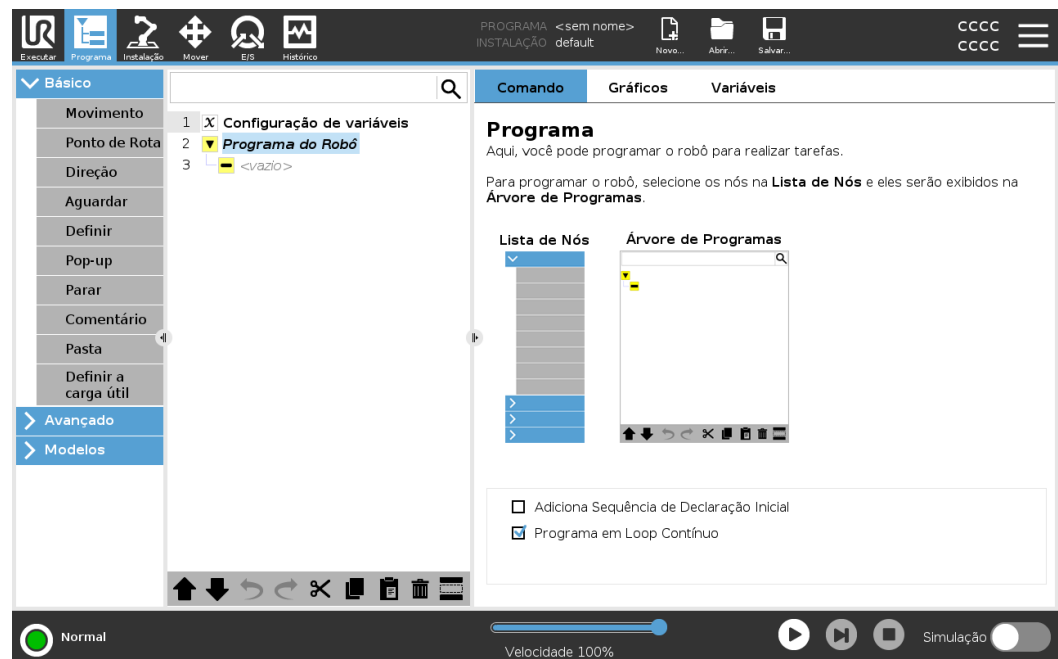 PROGRAMA <sem nome>
INSTALAÇÃO default
Executar Programa Instalação Mover E/S Histórico Novo... Abrir... Salvar...
cccc
cccc
Básico
Movimento
Ponto de Rota
Direção
Aguardar
Definir
Pop-up
Parar
Comentário
Pasta
Definir a
carga útil
Avançado
Modelos
1 X Configuração de variáveis
2 Programa do Robô
3 <vazio>
Comando Gráficos Variáveis
Programa
Aqui, você pode programar o robô para realizar tarefas.
Para programar o robô, selecione os nós na Lista de Nós e eles serão exibidos na
Árvore de Programas.
Lista de Nós Árvore de Programas
Adiciona Sequência de Declaração Inicial
Programa em Loop Contínuo
Normal
Velocidade 100%
Simulação